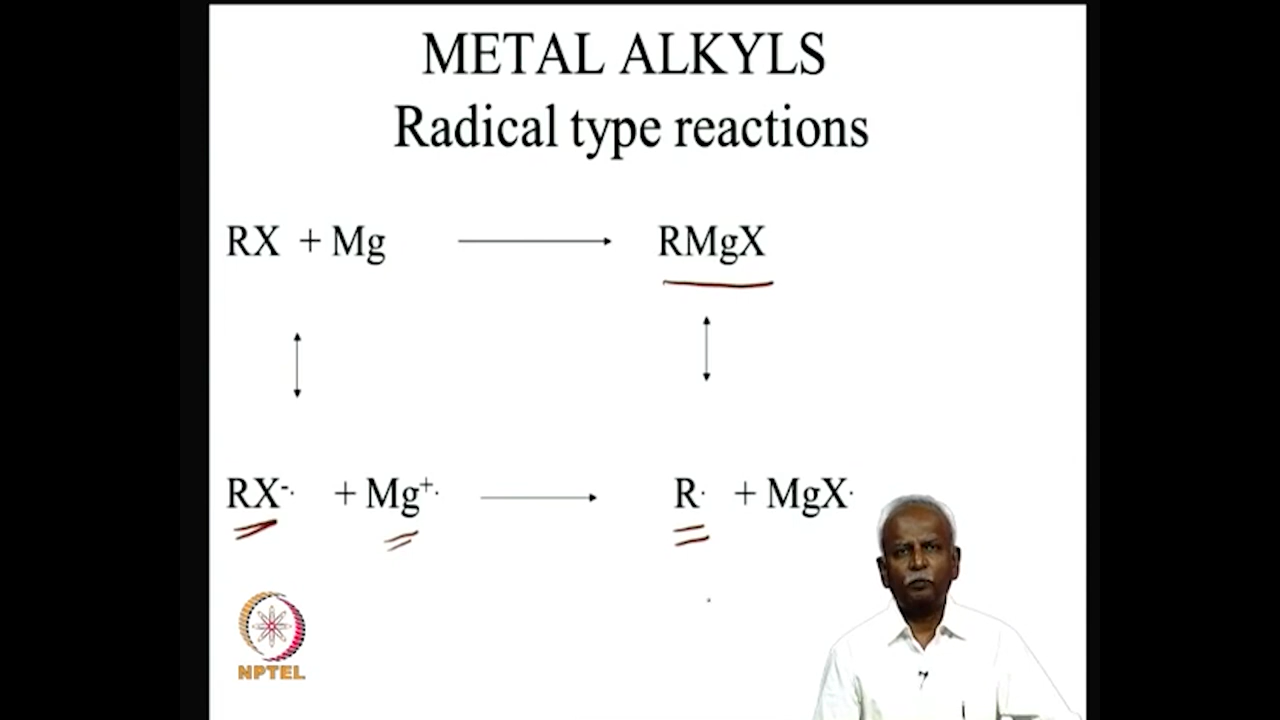 METAL ALKYLS
Radical type reactions
RX + Mg → RMgX
RX⁻· + Mg⁺· → R· + MgX·
NPTEL